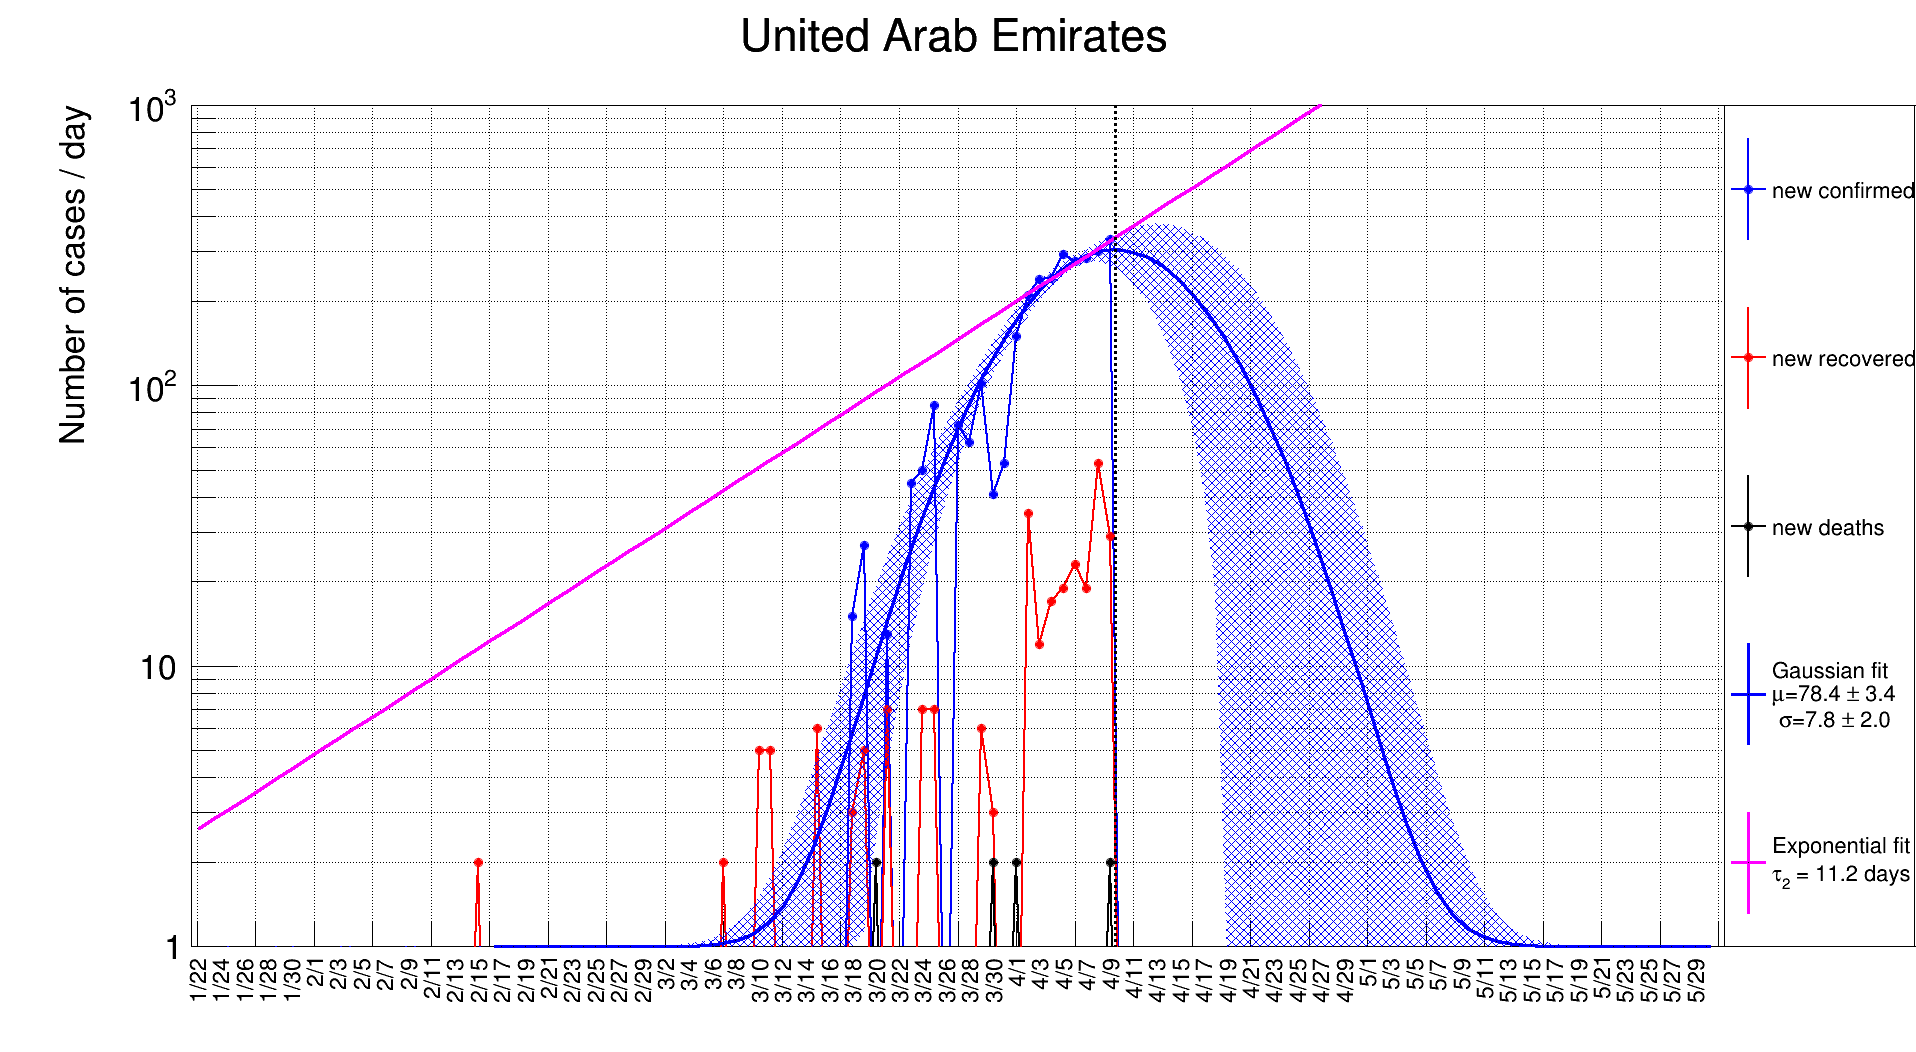 United Arab Emirates
Number of cases / day
10³
10²
10
1
1/22 1/24 1/26 1/28 1/30 2/1 2/3 2/5 2/7 2/9 2/11 2/13 2/15 2/17 2/19 2/21 2/23 2/25 2/27 2/29 3/2 3/4 3/6 3/8 3/10 3/12 3/14 3/16 3/18 3/20 3/22 3/24 3/26 3/28 3/30 4/1 4/3 4/5 4/7 4/9 4/11 4/13 4/15 4/17 4/19 4/21 4/23 4/25 4/27 4/29 5/1 5/3 5/5 5/7 5/9 5/11 5/13 5/15 5/17 5/19 5/21 5/23 5/25 5/27 5/29
new confirmed
new recovered
new deaths
Gaussian fit
μ=78.4 ± 3.4
σ=7.8 ± 2.0
Exponential fit
τ₂ = 11.2 days